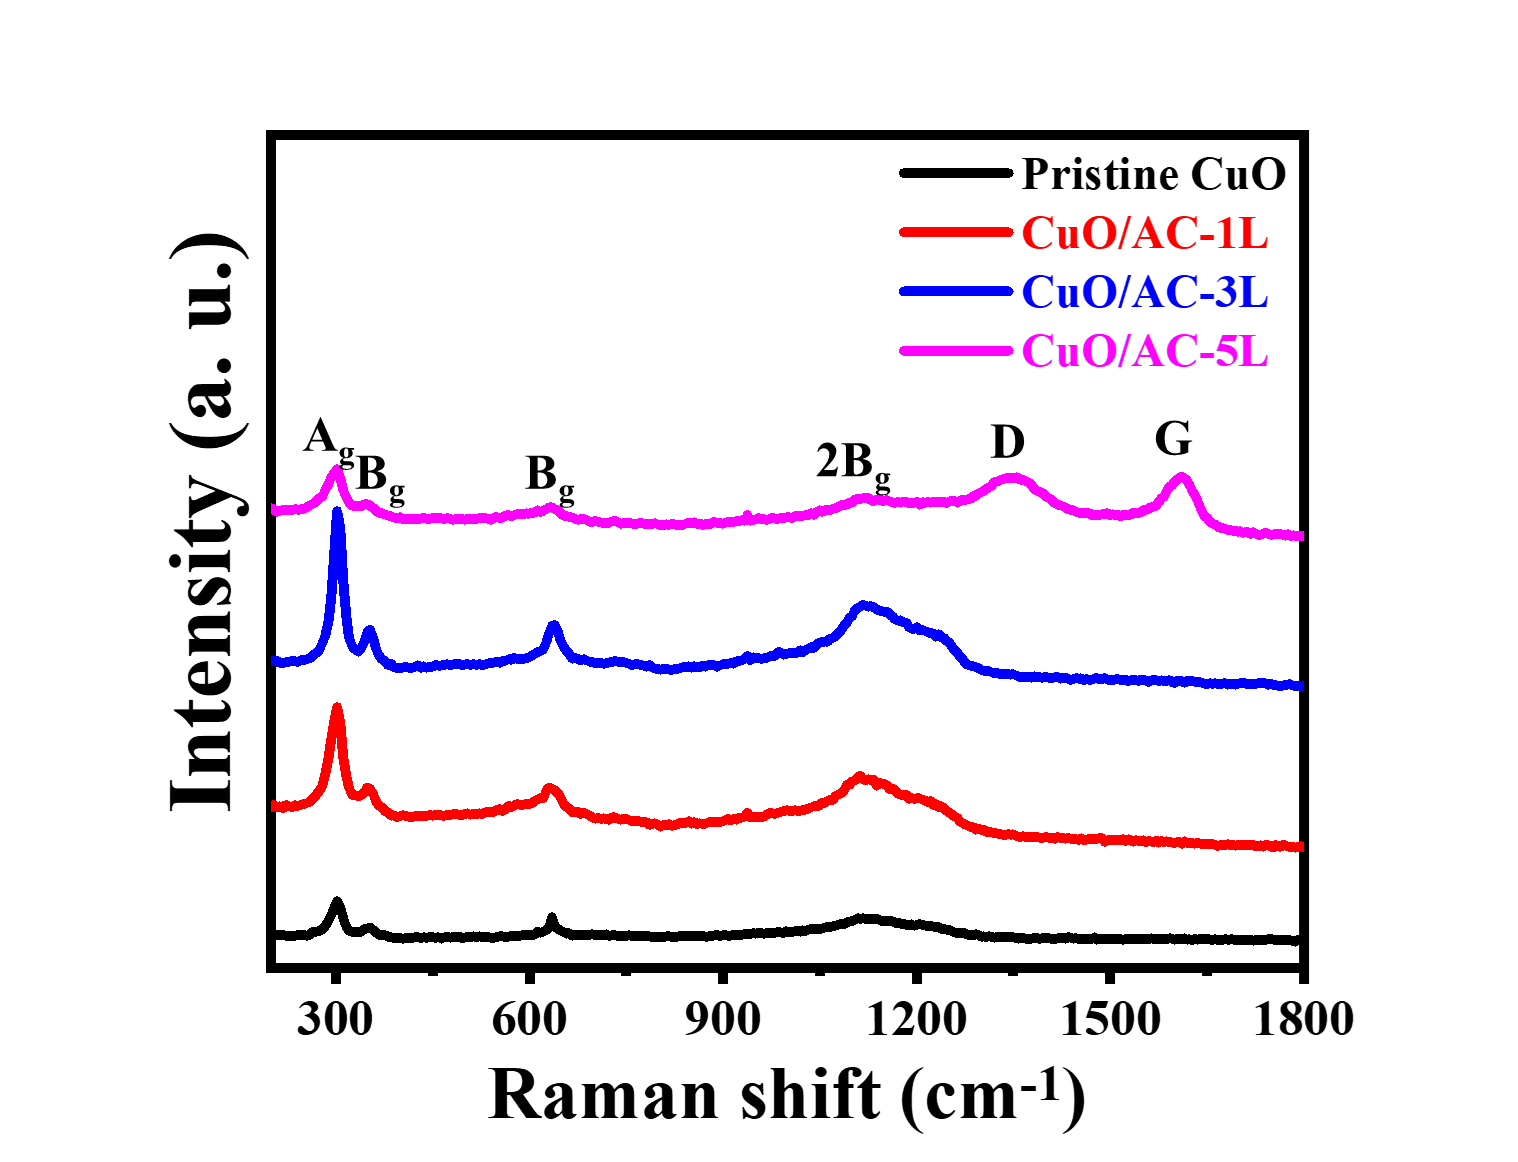 Pristine CuO
CuO/AC-1L
CuO/AC-3L
CuO/AC-5L
Ag
Bg
Bg
2Bg
D
G
Intensity (a. u.)
300 600 900 1200 1500 1800
Raman shift (cm-1)